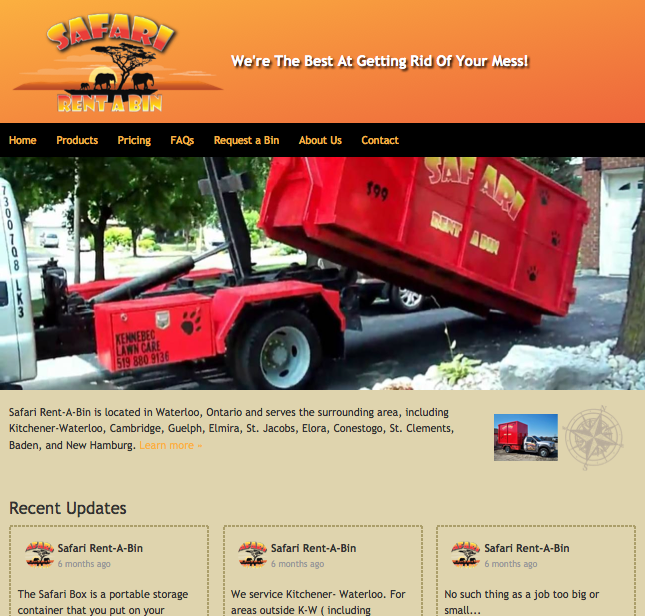 SAFARI
RENT A BIN
We're The Best At Getting Rid Of Your Mess!
Home Products Pricing FAQs Request a Bin About Us Contact
SAFARI
399
RENT A BIN
KENNEBEC
LAWN CARE
519 880 9136
Safari Rent-A-Bin is located in Waterloo, Ontario and serves the surrounding area, including
Kitchener-Waterloo, Cambridge, Guelph, Elmira, St. Jacobs, Elora, Conestogo, St. Clements,
Baden, and New Hamburg. Learn more »
Recent Updates
Safari Rent-A-Bin
6 months ago
The Safari Box is a portable storage
container that you put on your
Safari Rent-A-Bin
6 months ago
We service Kitchener- Waterloo. For
areas outside K-W ( including
Safari Rent-A-Bin
6 months ago
No such thing as a job too big or
small...